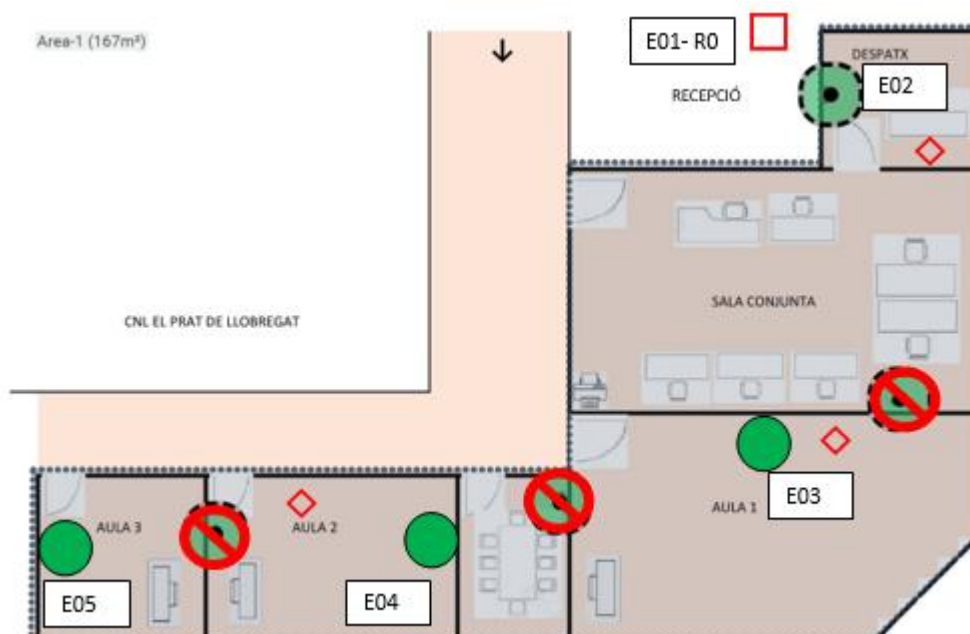 Area-1 (167m²)
E01- R0
RECEPCIÓ
DESPATX
E02
SALA CONJUNTA
CNL EL PRAT DE LLOBREGAT
E03
AULA 1
AULA 3
AULA 2
E05
E04